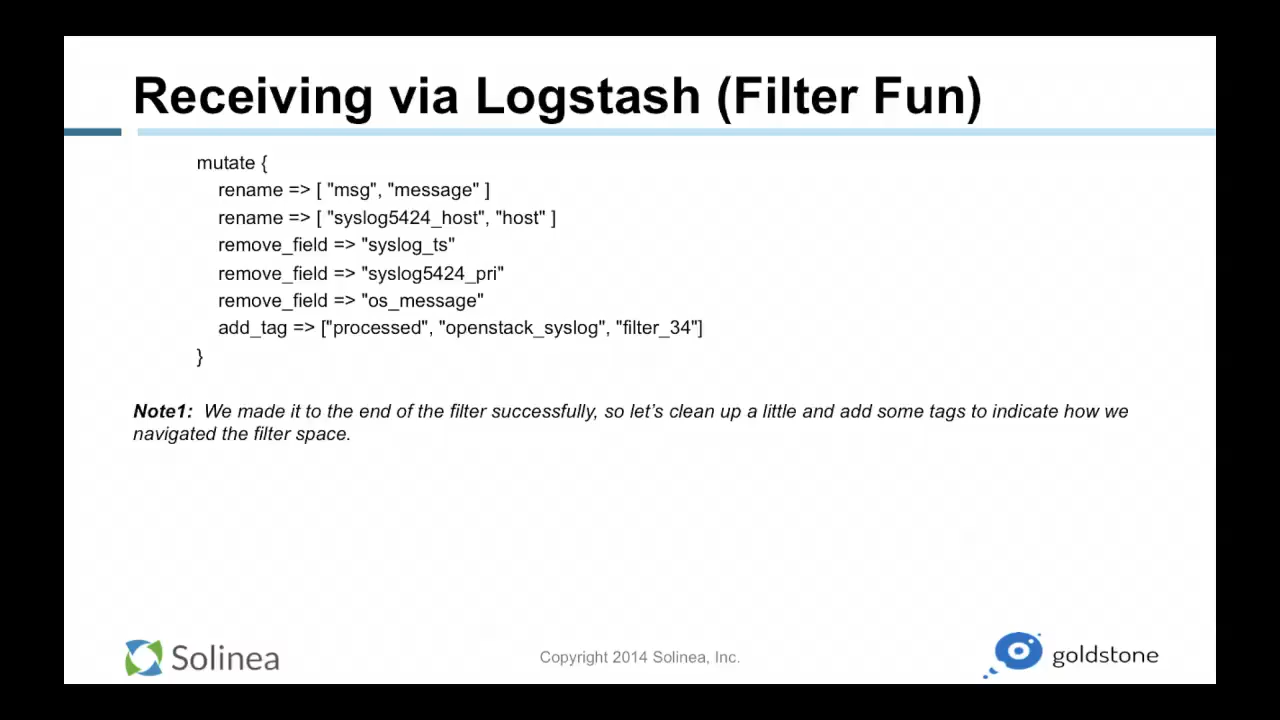 Receiving via Logstash (Filter Fun)
mutate {
rename => [ "msg", "message" ]
rename => [ "syslog5424_host", "host" ]
remove_field => "syslog_ts"
remove_field => "syslog5424_pri"
remove_field => "os_message"
add_tag => ["processed", "openstack_syslog", "filter_34"]
}
Note1:  We made it to the end of the filter successfully, so let’s clean up a little and add some tags to indicate how we
navigated the filter space.
Solinea
Copyright 2014 Solinea, Inc.
goldstone